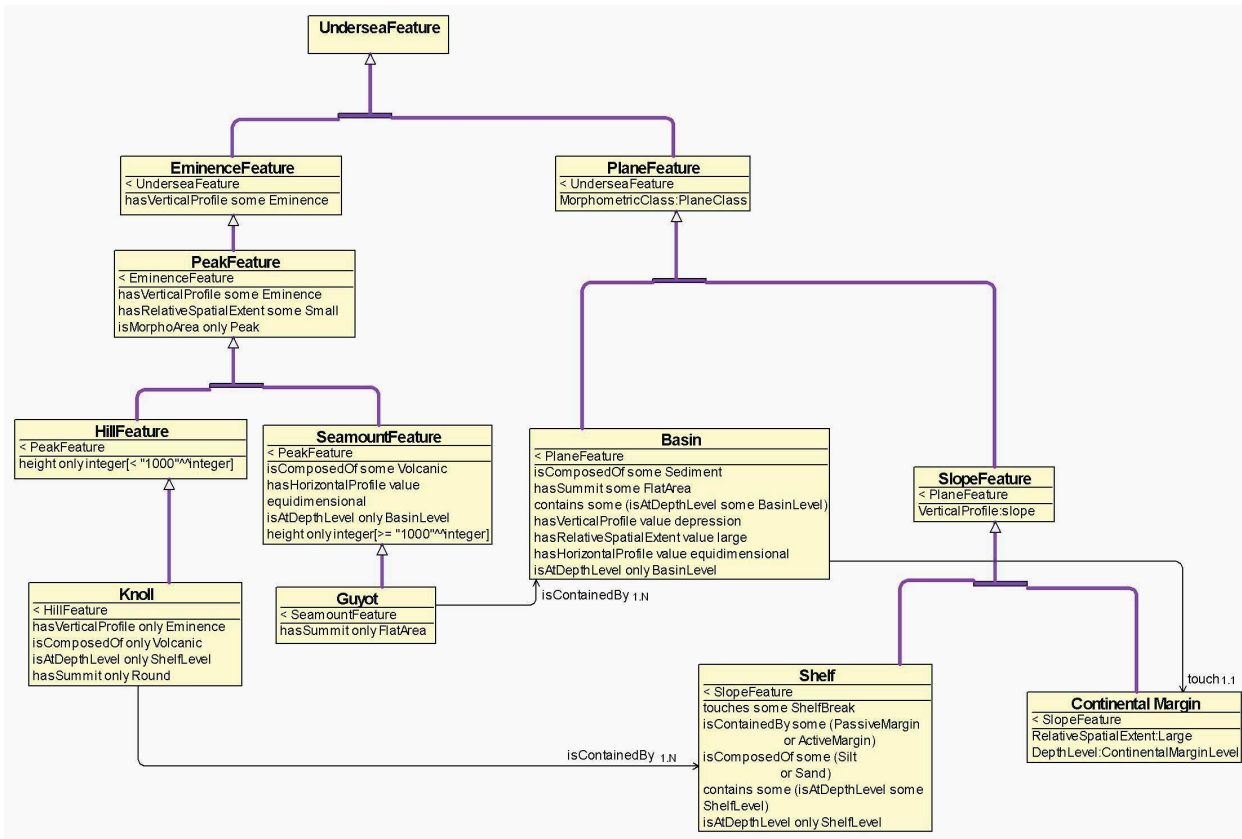 UnderseaFeature
EminenceFeature
< UnderseaFeature
hasVerticalProfile some Eminence
PlaneFeature
< UnderseaFeature
MorphometricClass:PlaneClass
PeakFeature
< EminenceFeature
hasVerticalProfile some Eminence
hasRelativeSpatialExtent some Small
isMorphoArea only Peak
HillFeature
< PeakFeature
height only integer[< "1000"^^integer]
SeamountFeature
< PeakFeature
isComposedOf some Volcanic
hasHorizontalProfile value
equidimensional
isAtDepthLevel only BasinLevel
height only integer[>= "1000"^^integer]
Basin
< PlaneFeature
isComposedOf some Sediment
hasSummit some FlatArea
contains some (isAtDepthLevel some BasinLevel)
hasVerticalProfile value depression
hasRelativeSpatialExtent value large
hasHorizontalProfile value equidimensional
isAtDepthLevel only BasinLevel
SlopeFeature
< PlaneFeature
VerticalProfile:slope
Knoll
< HillFeature
hasVerticalProfile only Eminence
isComposedOf only Volcanic
isAtDepthLevel only ShelfLevel
hasSummit only Round
Guyot
< SeamountFeature
hasSummit only FlatArea
isContainedBy 1.N
Shelf
< SlopeFeature
touches some ShelfBreak
isContainedBy some (PassiveMargin
or ActiveMargin)
isComposedOf some (Silt
or Sand)
contains some (isAtDepthLevel some
ShelfLevel)
isAtDepthLevel only ShelfLevel
touch 1.1
Continental Margin
< SlopeFeature
RelativeSpatialExtent:Large
DepthLevel:ContinentalMarginLevel
isContainedBy 1.N